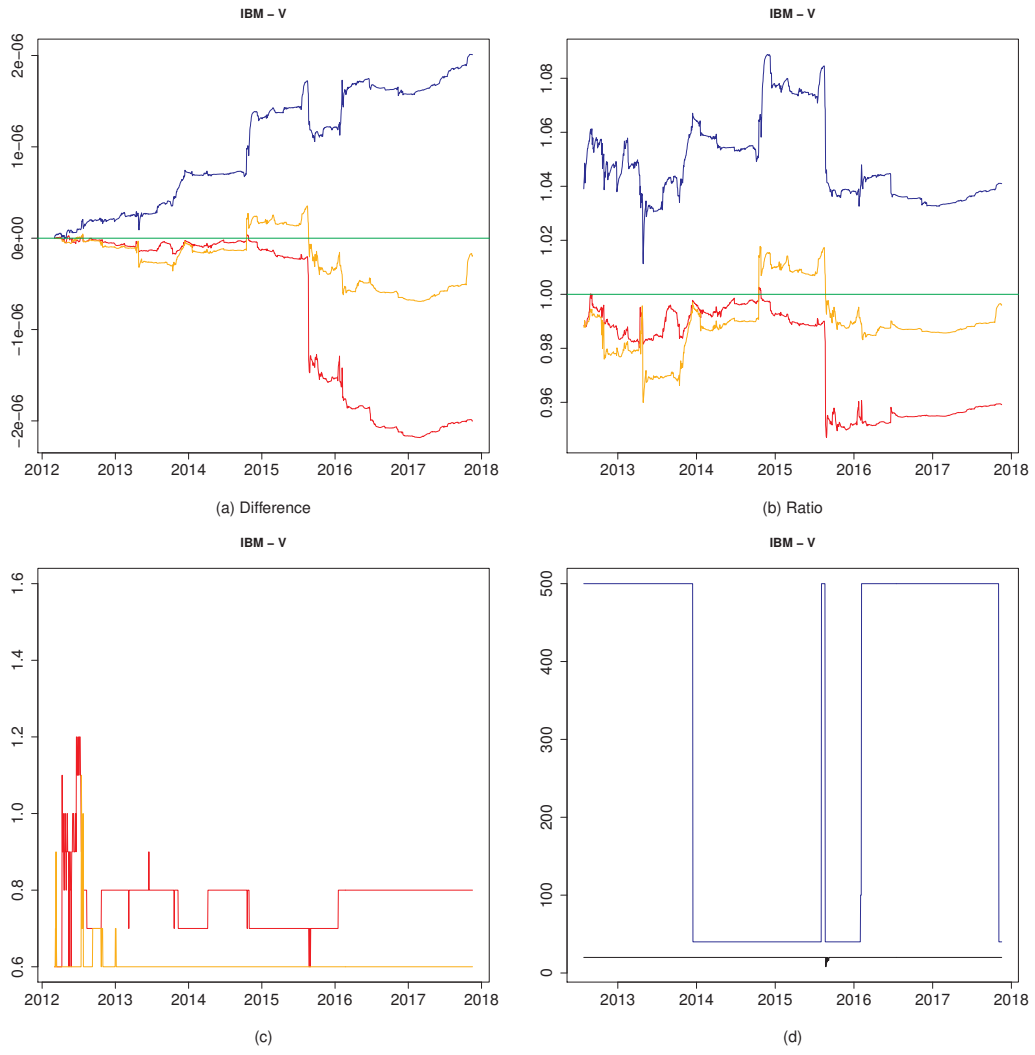 IBM − V
−2e−06 −1e−06 0e+00 1e−06 2e−06
2012 2013 2014 2015 2016 2017 2018
(a) Difference
IBM − V
0.96 0.98 1.00 1.02 1.04 1.06 1.08
2013 2014 2015 2016 2017 2018
(b) Ratio
IBM − V
0.6 0.8 1.0 1.2 1.4 1.6
2012 2013 2014 2015 2016 2017 2018
(c)
IBM − V
0 100 200 300 400 500
2013 2014 2015 2016 2017 2018
(d)